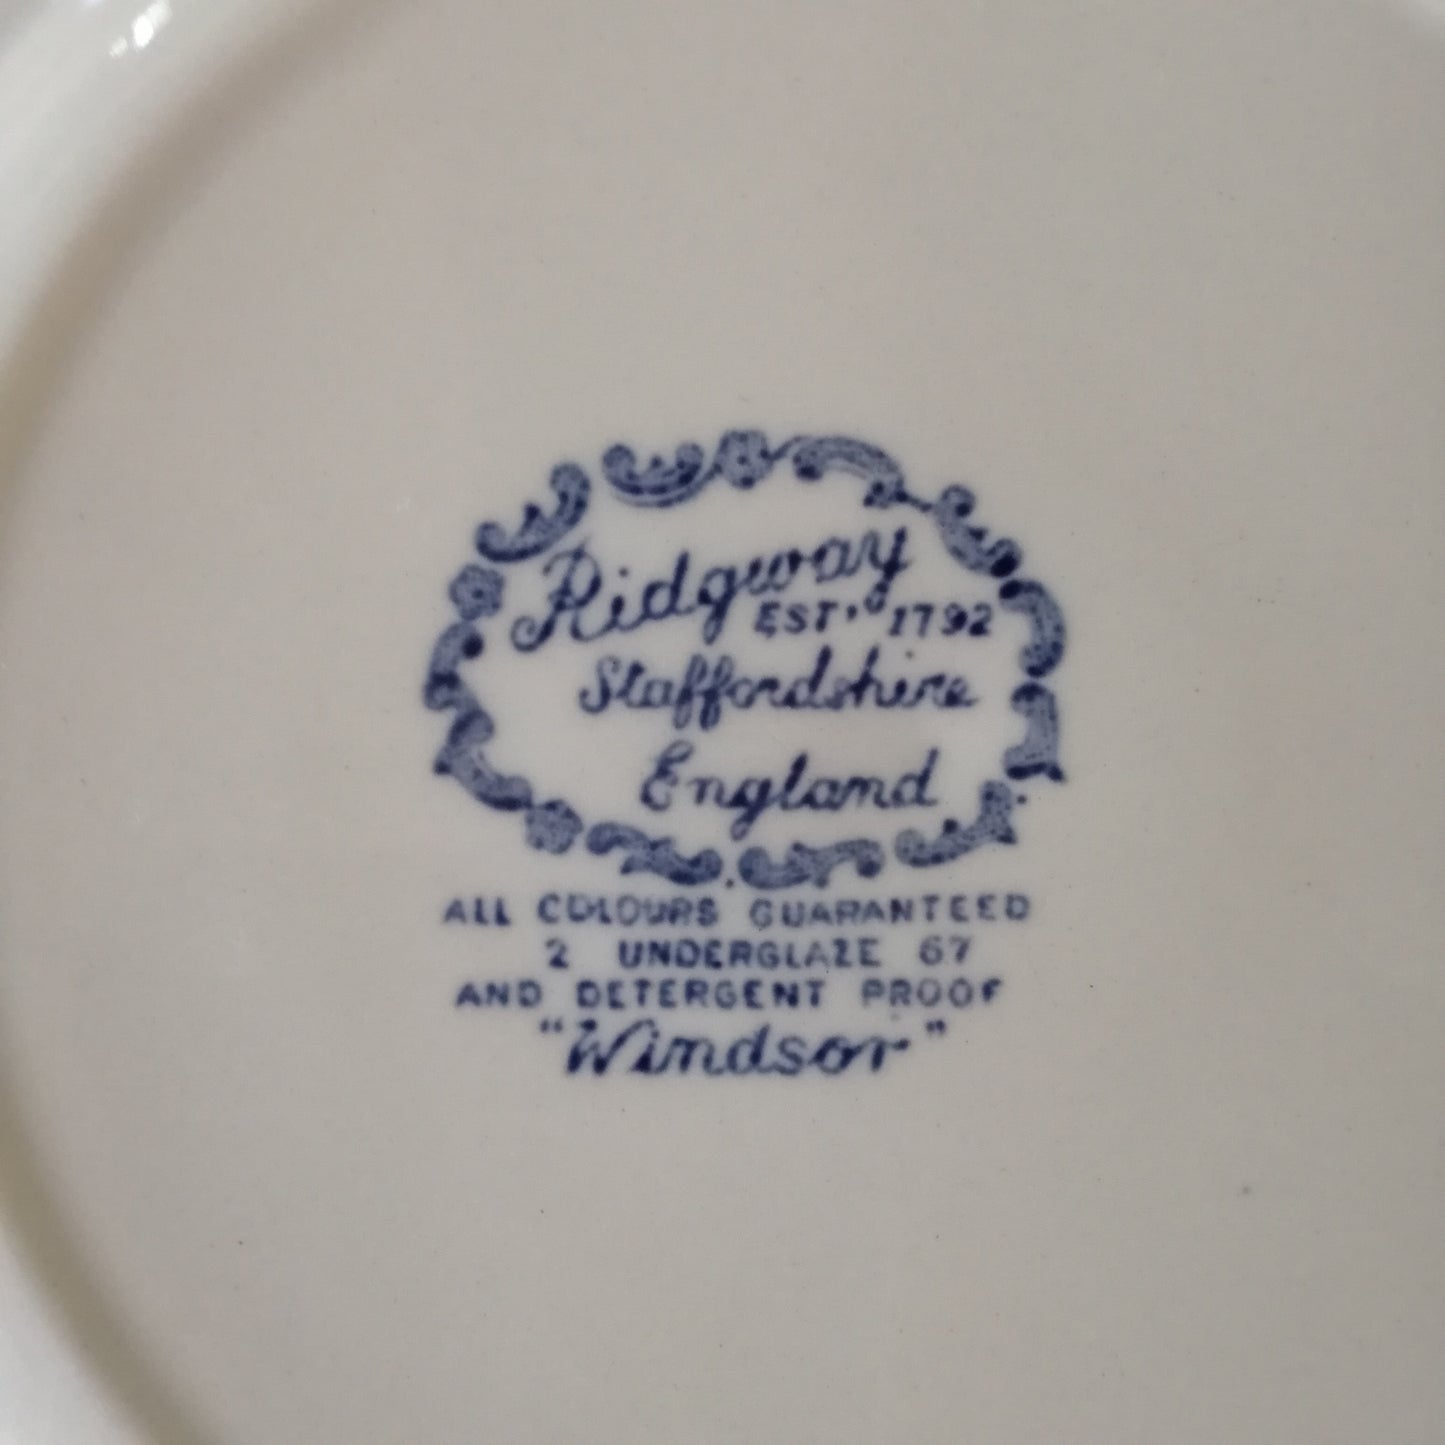 Ridgway
EST'D 1792
Staffordshire
England
ALL COLOURS GUARANTEED
2 UNDERGLAZE 67
AND DETERGENT PROOF
"Windsor"